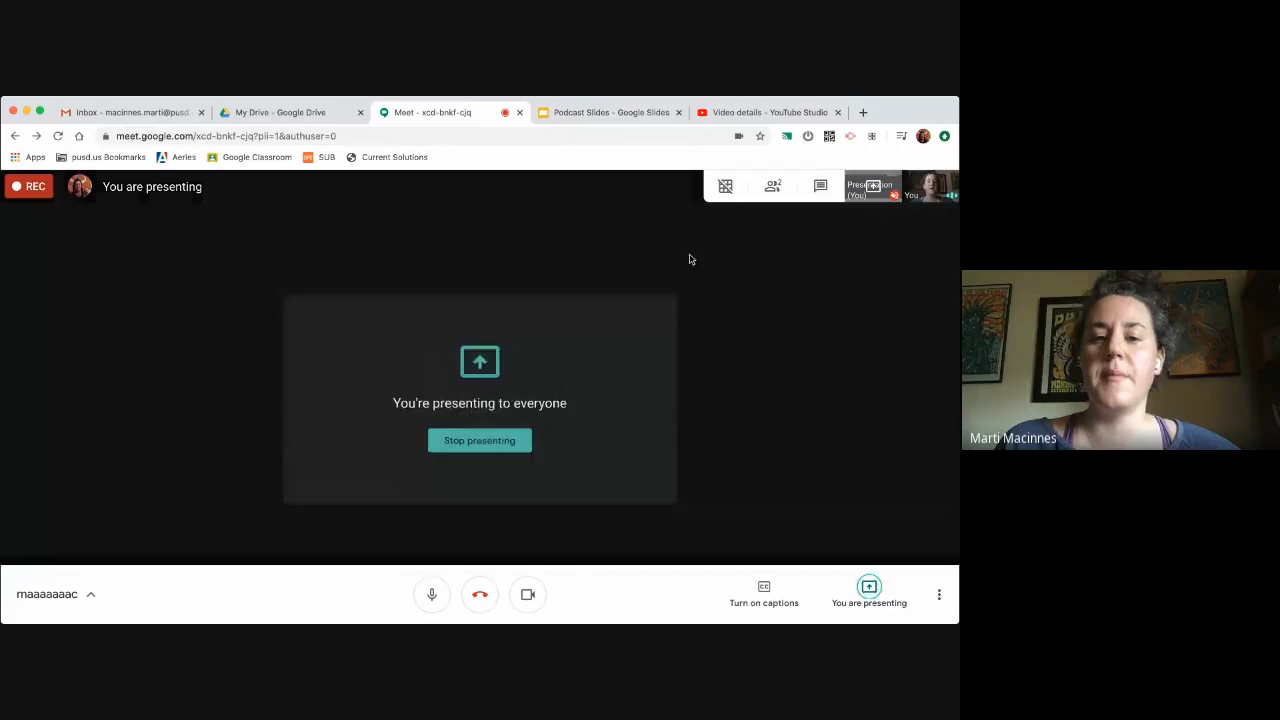 Inbox - macinnes.marti@pusd.
My Drive - Google Drive
Meet - xcd-bnkf-cjq
Podcast Slides - Google Slides
Video details - YouTube Studio
meet.google.com/xcd-bnkf-cjq?pli=1&authuser=0
Apps
pusd.us Bookmarks
Aeries
Google Classroom
SUB
Current Solutions
REC
You are presenting
2
Presentation
(You)
You
You're presenting to everyone
Stop presenting
Marti Macinnes
maaaaaaac
CC
Turn on captions
You are presenting